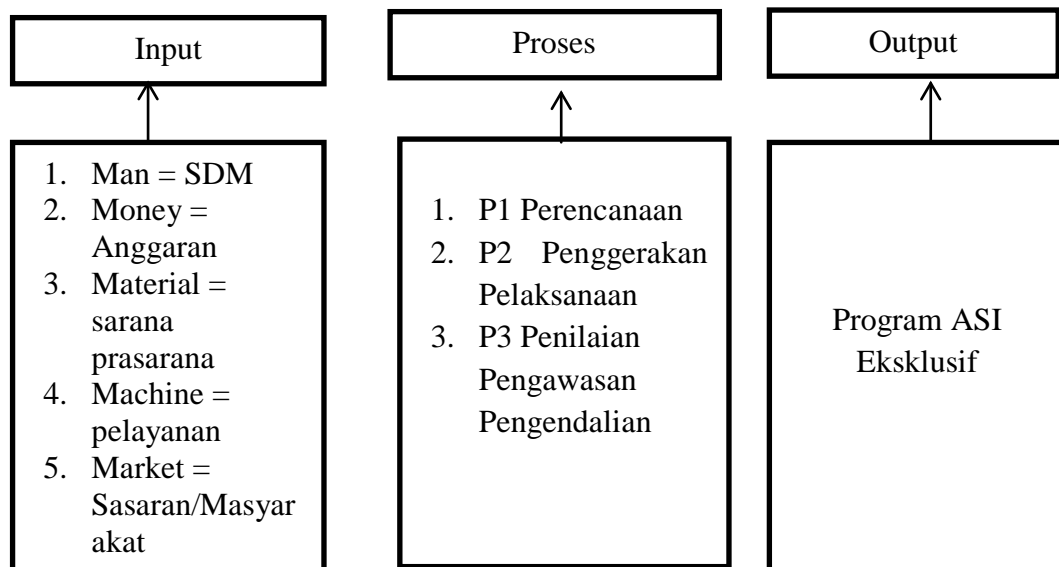 Input
Proses
Output
1. Man = SDM
2. Money =
Anggaran
3. Material =
sarana
prasarana
4. Machine =
pelayanan
5. Market =
Sasaran/Masyar
akat
1. P1 Perencanaan
2. P2 Penggerakan
Pelaksanaan
3. P3 Penilaian
Pengawasan
Pengendalian
Program ASI
Eksklusif